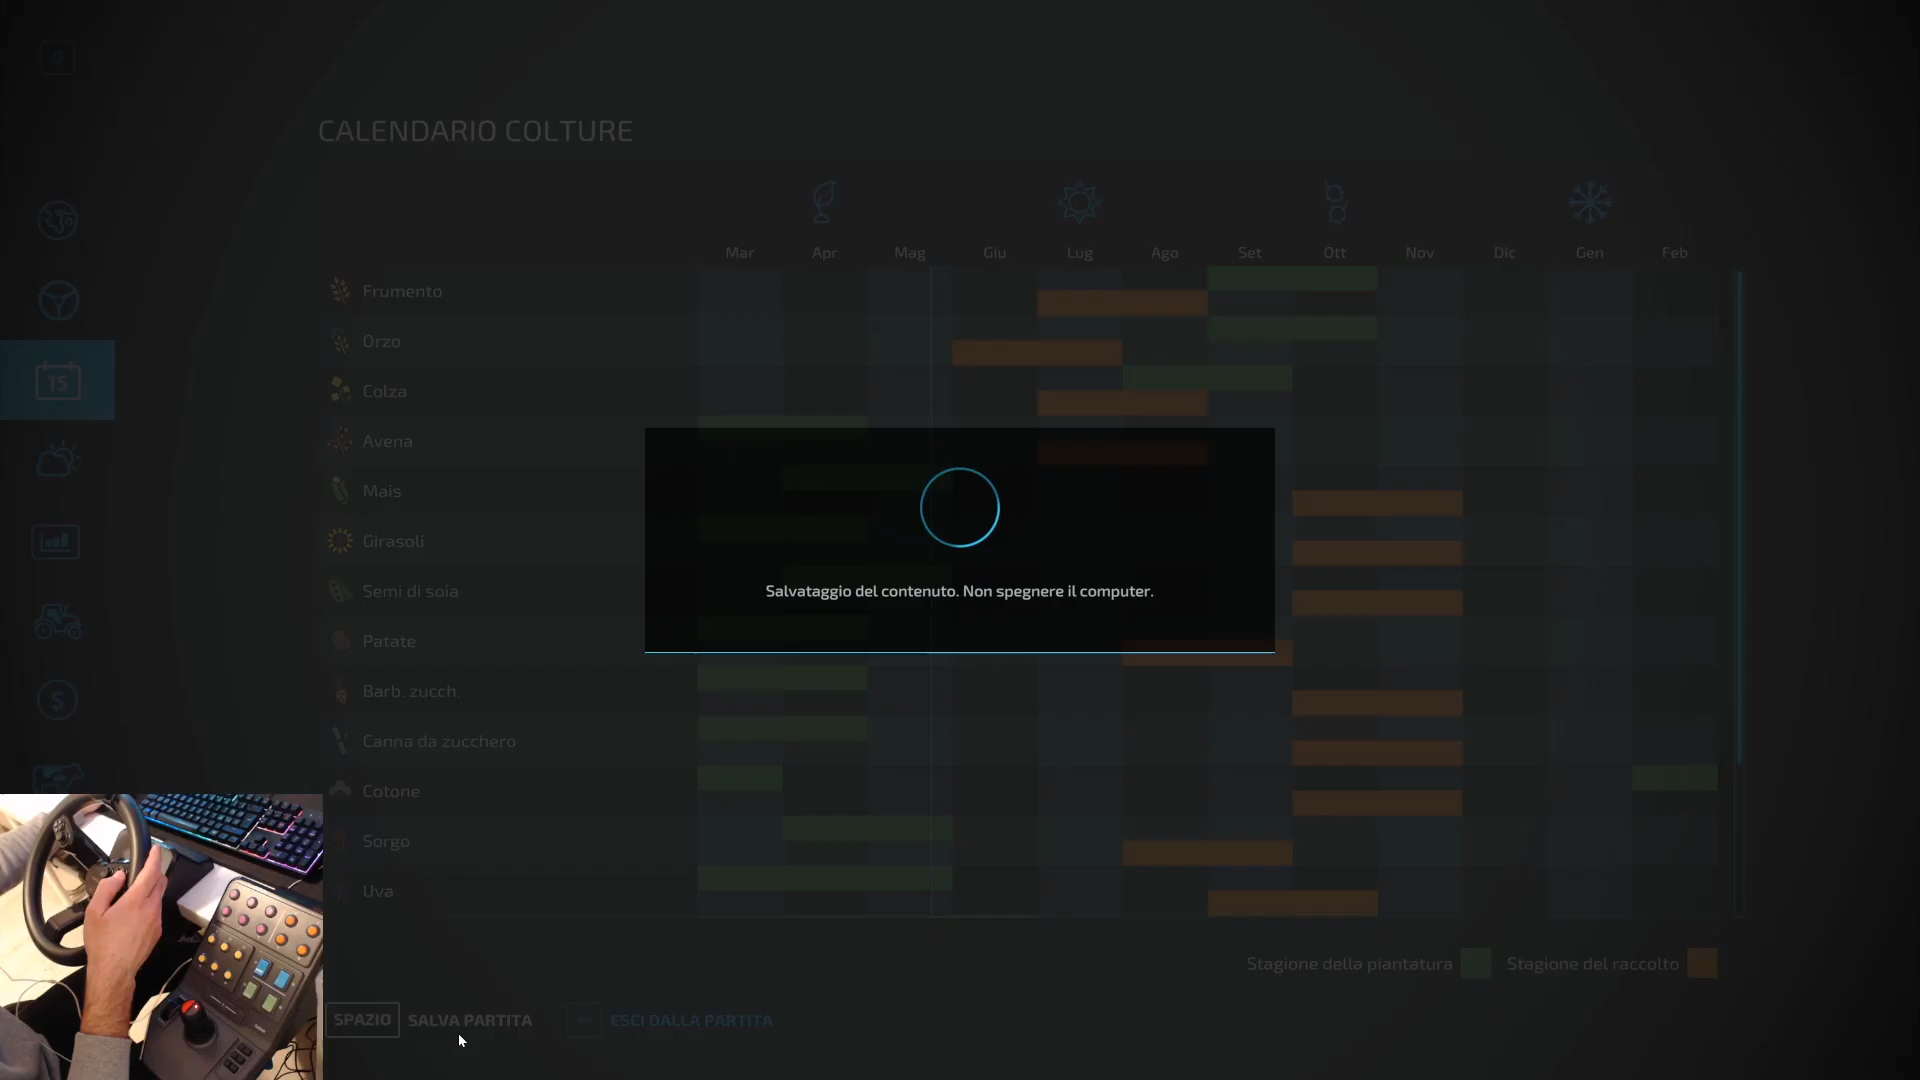 Q
CALENDARIO COLTURE
Mar Apr Mag Giu Lug Ago Set Ott Nov Dic Gen Feb
Frumento
Orzo
15
Colza
Avena
Mais
Girasoli
Salvataggio del contenuto. Non spegnere il computer.
Semi di soia
Patate
Barb. zucch.
$
Canna da zucchero
Cotone
Sorgo
Uva
Stagione della piantatura Stagione del raccolto
SPAZIO SALVA PARTITA ESCI DALLA PARTITA